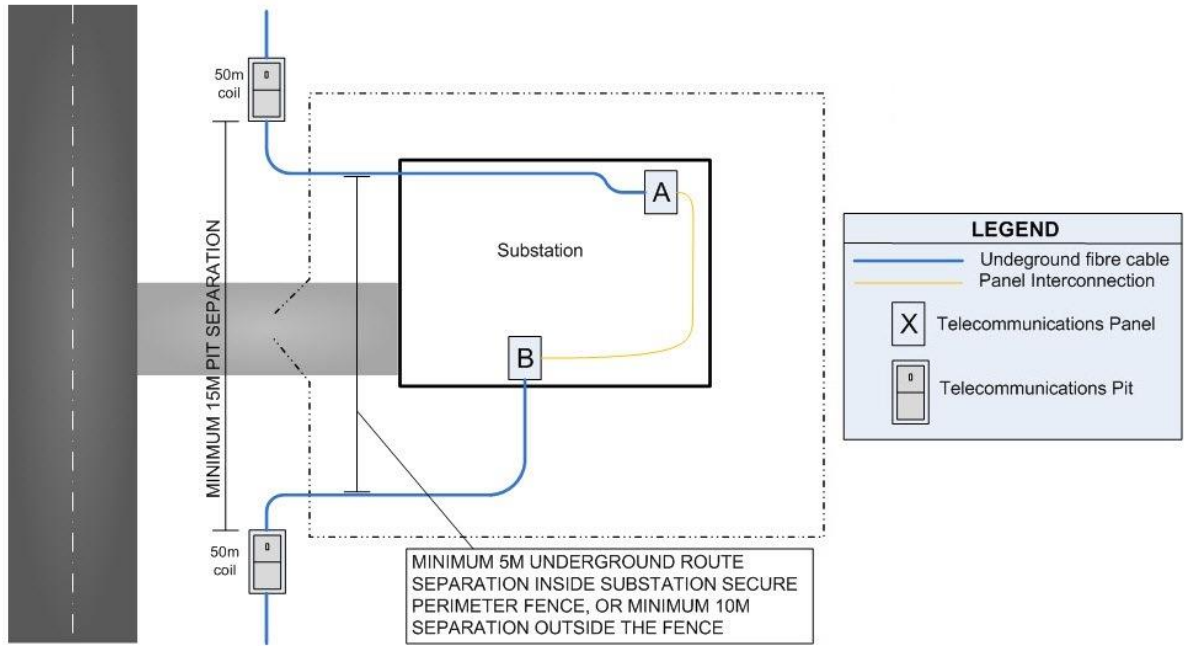 50m
coil
MINIMUM 15M PIT SEPARATION
A
Substation
B
50m
coil
MINIMUM 5M UNDERGROUND ROUTE
SEPARATION INSIDE SUBSTATION SECURE
PERIMETER FENCE, OR MINIMUM 10M
SEPARATION OUTSIDE THE FENCE
LEGEND
Undeground fibre cable
Panel Interconnection
X
Telecommunications Panel
Telecommunications Pit